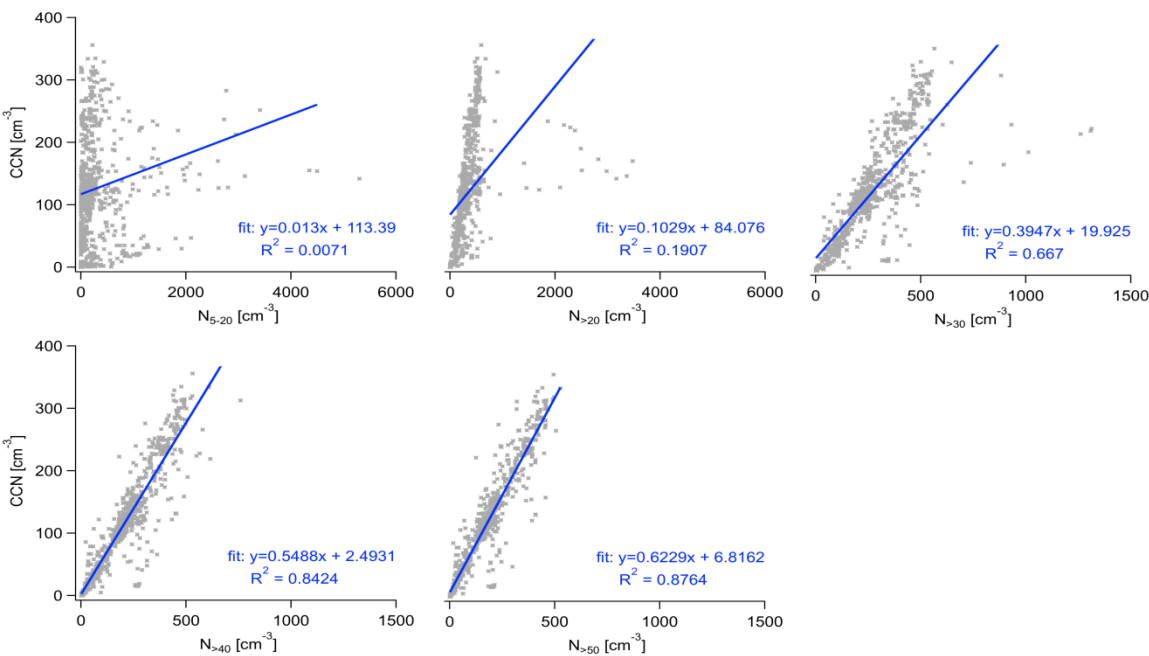 400
300
200
100
0
CCN [cm⁻³]
fit: y=0.013x + 113.39
R² = 0.0071
0 2000 4000 6000
N₅₋₂₀ [cm⁻³]
fit: y=0.1029x + 84.076
R² = 0.1907
0 2000 4000 6000
N>₂₀ [cm⁻³]
fit: y=0.3947x + 19.925
R² = 0.667
0 500 1000 1500
N>₃₀ [cm⁻³]
400
300
200
100
0
CCN [cm⁻³]
fit: y=0.5488x + 2.4931
R² = 0.8424
0 500 1000 1500
N>₄₀ [cm⁻³]
fit: y=0.6229x + 6.8162
R² = 0.8764
0 500 1000 1500
N>₅₀ [cm⁻³]